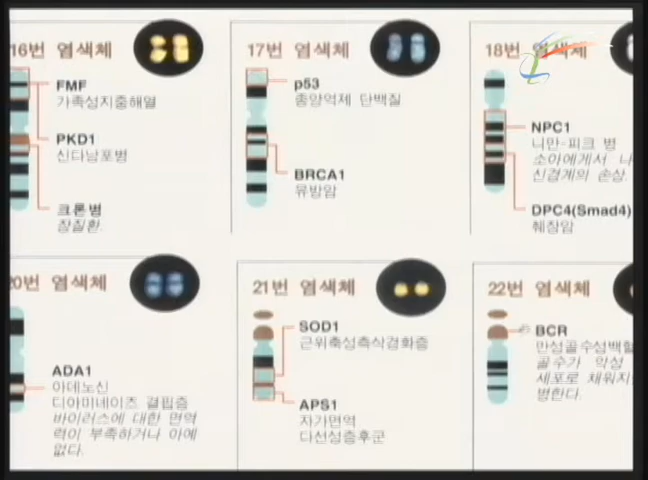 16번 염색체
FMF
가족성지중해열
PKD1
신다낭포병
크론병
장질환.
17번 염색체
p53
종양억제 단백질
BRCA1
유방암
18번 염색체
NPC1
니만-피크 병
소아에게서 나
신경계의 손상.
DPC4(Smad4)
췌장암
20번 염색체
ADA1
아데노신
디아미네이즈 결핍증
바이러스에 대한 면역
력이 부족하거나 아예
없다.
21번 염색체
SOD1
근위축성측삭경화증
APS1
자가면역
다선성증후군
22번 염색체
BCR
만성골수성백혈
골수가 악성
세포로 채워지
병한다.